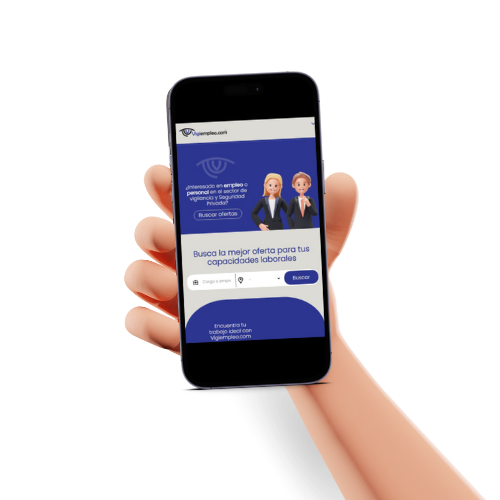 Vigiempleo.com
¿Interesado en empleo o
personal en el sector de
vigilancia y Seguridad
Privada?
Buscar ofertas
Busca la mejor oferta para tus
capacidades laborales
Cargo o empleo
Buscar
Encuentra tu
trabajo ideal con
Vigiempleo.com